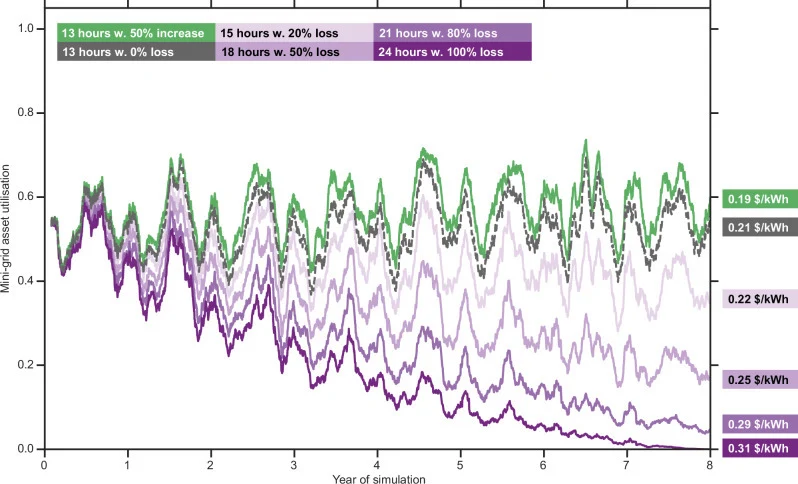 1.0
13 hours w. 50% increase 15 hours w. 20% loss 21 hours w. 80% loss
13 hours w. 0% loss 18 hours w. 50% loss 24 hours w. 100% loss
0.8
0.6
0.4
0.2
0.0
Mini-grid asset utilisation
0.19 $/kWh
0.21 $/kWh
0.22 $/kWh
0.25 $/kWh
0.29 $/kWh
0.31 $/kWh
0 1 2 3 4 5 6 7 8
Year of simulation